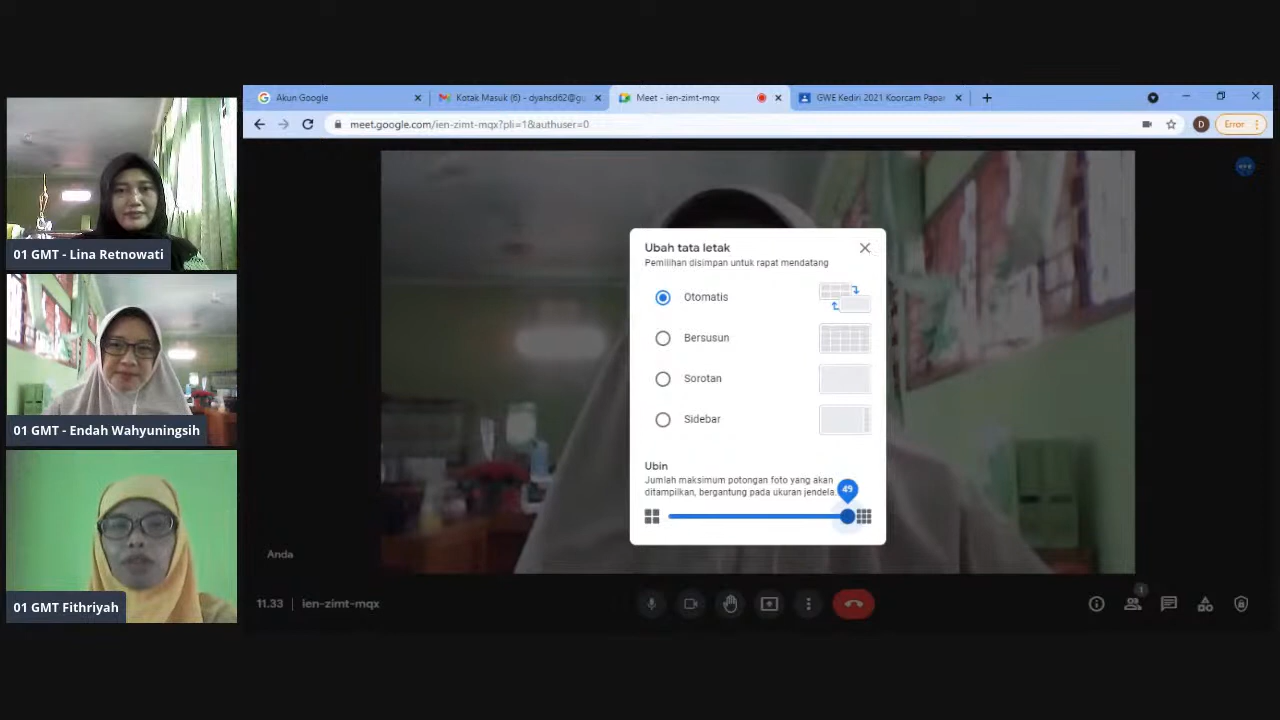 Akun Google
Kotak Masuk (6) - dyahsd62@gu
Meet - ien-zimt-mqx
GWE Kediri 2021 Koorcam Papar
meet.google.com/ien-zimt-mqx?pli=1&authuser=0
D
Error
01 GMT - Lina Retnowati
01 GMT - Endah Wahyuningsih
01 GMT Fithriyah
Ubah tata letak
Pemilihan disimpan untuk rapat mendatang
Otomatis
Bersusun
Sorotan
Sidebar
Ubin
Jumlah maksimum potongan foto yang akan
ditampilkan, bergantung pada ukuran jendela.
49
Anda
11.33 | ien-zimt-mqx
1